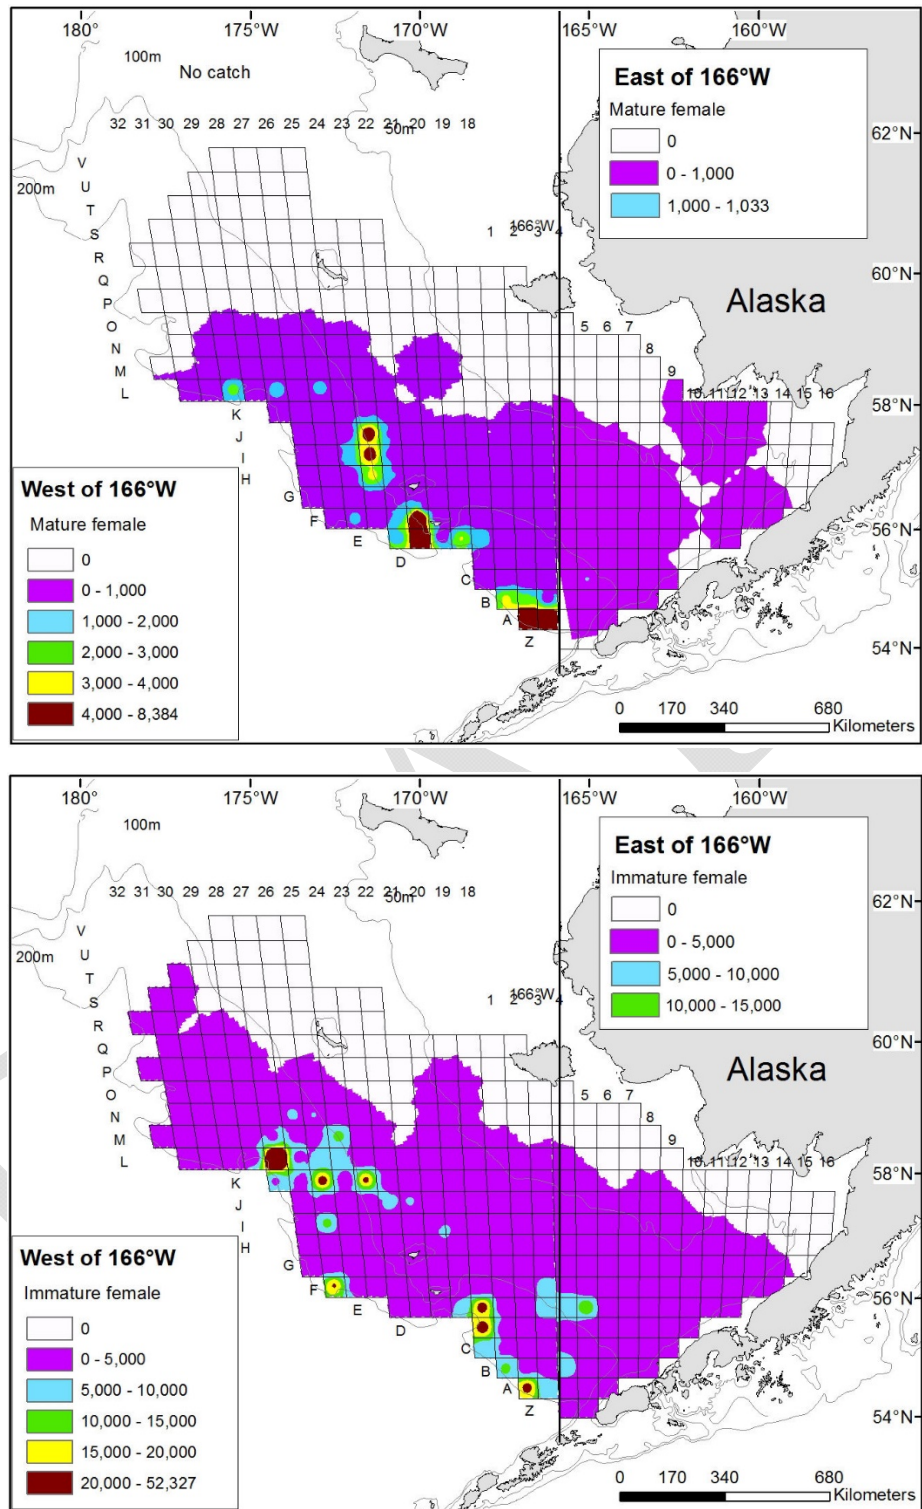 180° 175°W 170°W 165°W 160°W
100m
No catch
East of 166°W
Mature female
0
0 - 1,000
1,000 - 1,033
62°N
32 31 30 29 28 27 26 25 24 23 22 21 20 19 18
50m
200m
V
U
T
S
R
Q
P
O
N
M
L
K
J
I
H
G
F
E
D
C
B
A
Z
166°W
1 2 3 4
60°N
Alaska
5 6 7
8
9
10 11 12 13 14 15 16
58°N
56°N
54°N
West of 166°W
Mature female
0
0 - 1,000
1,000 - 2,000
2,000 - 3,000
3,000 - 4,000
4,000 - 8,384
0 170 340 680
Kilometers
180° 175°W 170°W 165°W 160°W
100m
East of 166°W
Immature female
0
0 - 5,000
5,000 - 10,000
10,000 - 15,000
62°N
32 31 30 29 28 27 26 25 24 23 22 21 20 19 18
50m
200m
V
U
T
S
R
Q
P
O
N
M
L
K
J
I
H
G
F
E
D
C
B
A
Z
166°W
1 2 3 4
60°N
Alaska
5 6 7
8
9
10 11 12 13 14 15 16
58°N
56°N
54°N
West of 166°W
Immature female
0
0 - 5,000
5,000 - 10,000
10,000 - 15,000
15,000 - 20,000
20,000 - 52,327
0 170 340 680
Kilometers